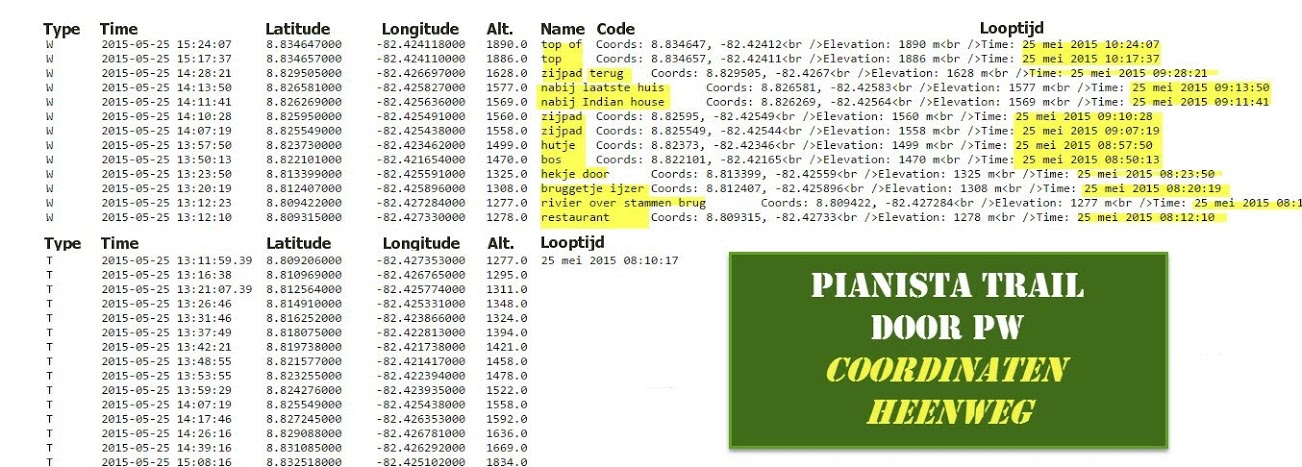 Type Time Latitude Longitude Alt. Name Code Looptijd
W 2015-05-25 15:24:07 8.834647000 -82.424118000 1890.0 top of Coords: 8.834647, -82.42412<br />Elevation: 1890 m<br />Time: 25 mei 2015 10:24:07
W 2015-05-25 15:17:37 8.834657000 -82.424110000 1886.0 top Coords: 8.834657, -82.42411<br />Elevation: 1886 m<br />Time: 25 mei 2015 10:17:37
W 2015-05-25 14:28:21 8.829505000 -82.426697000 1628.0 zijpad terug Coords: 8.829505, -82.4267<br />Elevation: 1628 m<br />Time: 25 mei 2015 09:28:21
W 2015-05-25 14:13:50 8.826581000 -82.425827000 1577.0 nabij laatste huis Coords: 8.826581, -82.42583<br />Elevation: 1577 m<br />Time: 25 mei 2015 09:13:50
W 2015-05-25 14:11:41 8.826269000 -82.425636000 1569.0 nabij Indian house Coords: 8.826269, -82.42564<br />Elevation: 1569 m<br />Time: 25 mei 2015 09:11:41
W 2015-05-25 14:10:28 8.825950000 -82.425491000 1560.0 zijpad Coords: 8.82595, -82.42549<br />Elevation: 1560 m<br />Time: 25 mei 2015 09:10:28
W 2015-05-25 14:07:19 8.825549000 -82.425438000 1558.0 zijpad Coords: 8.825549, -82.42544<br />Elevation: 1558 m<br />Time: 25 mei 2015 09:07:19
W 2015-05-25 13:57:50 8.823730000 -82.423462000 1499.0 hutje Coords: 8.82373, -82.42346<br />Elevation: 1499 m<br />Time: 25 mei 2015 08:57:50
W 2015-05-25 13:50:13 8.822101000 -82.421654000 1470.0 bos Coords: 8.822101, -82.42165<br />Elevation: 1470 m<br />Time: 25 mei 2015 08:50:13
W 2015-05-25 13:23:50 8.813399000 -82.425591000 1325.0 hekje door Coords: 8.813399, -82.42559<br />Elevation: 1325 m<br />Time: 25 mei 2015 08:23:50
W 2015-05-25 13:20:19 8.812407000 -82.425896000 1308.0 bruggetje ijzer Coords: 8.812407, -82.425896<br />Elevation: 1308 m<br />Time: 25 mei 2015 08:20:19
W 2015-05-25 13:12:23 8.809422000 -82.427284000 1277.0 rivier over stammen brug Coords: 8.809422, -82.427284<br />Elevation: 1277 m<br />Time: 25 mei 2015 08:1
W 2015-05-25 13:12:10 8.809315000 -82.427330000 1278.0 restaurant Coords: 8.809315, -82.42733<br />Elevation: 1278 m<br />Time: 25 mei 2015 08:12:10
Type Time Latitude Longitude Alt. Looptijd
T 2015-05-25 13:11:59.39 8.809206000 -82.427353000 1277.0 25 mei 2015 08:10:17
T 2015-05-25 13:16:38 8.810969000 -82.426765000 1295.0
T 2015-05-25 13:21:07.39 8.812564000 -82.425774000 1311.0
T 2015-05-25 13:26:46 8.814910000 -82.425331000 1348.0
T 2015-05-25 13:31:46 8.816252000 -82.423866000 1324.0
T 2015-05-25 13:37:49 8.818075000 -82.422813000 1394.0
T 2015-05-25 13:42:21 8.819738000 -82.421738000 1421.0
T 2015-05-25 13:48:55 8.821577000 -82.421417000 1458.0
T 2015-05-25 13:53:55 8.823255000 -82.422394000 1478.0
T 2015-05-25 13:59:29 8.824276000 -82.423935000 1522.0
T 2015-05-25 14:07:19 8.825549000 -82.425438000 1558.0
T 2015-05-25 14:17:46 8.827245000 -82.426353000 1592.0
T 2015-05-25 14:26:16 8.829088000 -82.426781000 1636.0
T 2015-05-25 14:39:16 8.831085000 -82.426292000 1669.0
T 2015-05-25 15:08:16 8.832518000 -82.425102000 1834.0
PIANISTA TRAIL
DOOR PW
COORDINATEN
HEENWEG